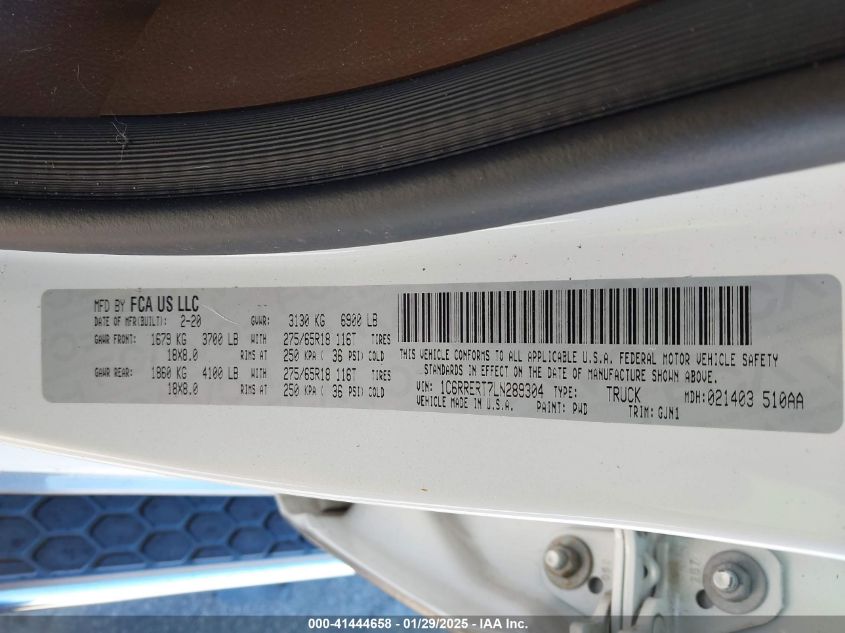 MFD BY FCA US LLC
DATE OF MFR(BUILT): 2-20 GVWR: 3130 KG 6900 LB
GAWR FRONT: 1679 KG 3700 LB WITH 275/65R18 116T TIRES
18X8.0 RIMS AT 250 KPA ( 36 PSI) COLD
GAWR REAR: 1860 KG 4100 LB WITH 275/65R18 116T TIRES
18X8.0 RIMS AT 250 KPA ( 36 PSI) COLD
THIS VEHICLE CONFORMS TO ALL APPLICABLE U.S.A. FEDERAL MOTOR VEHICLE SAFETY
STANDARDS IN EFFECT ON THE DATE OF MANUFACTURE SHOWN ABOVE.
VIN: 1C6RRERT7LN289304 TYPE: TRUCK MDH:021403 510AA
VEHICLE MADE IN U.S.A. PAINT: PWD TRIM: GJN1
000-41444658 - 01/29/2025 - IAA Inc.